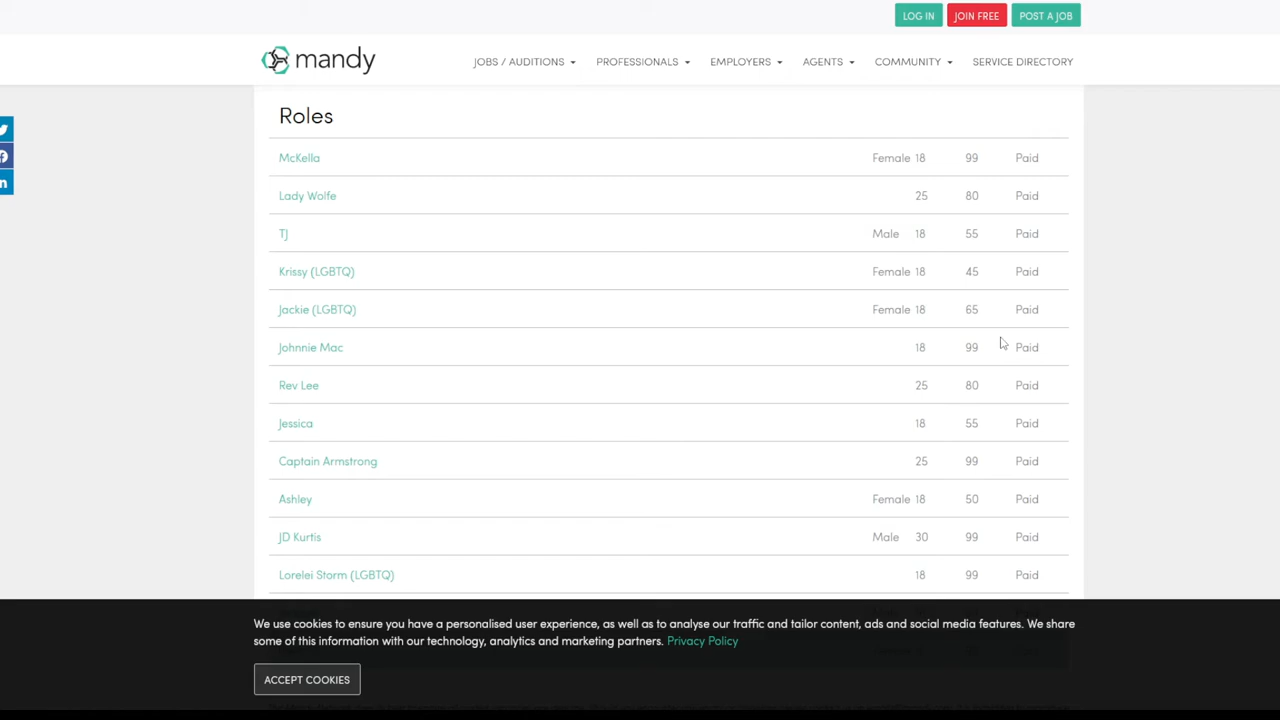 LOG IN JOIN FREE POST A JOB
mandy JOBS / AUDITIONS PROFESSIONALS EMPLOYERS AGENTS COMMUNITY SERVICE DIRECTORY
Roles
McKella Female 18 99 Paid
Lady Wolfe 25 80 Paid
TJ Male 18 55 Paid
Krissy (LGBTQ) Female 18 45 Paid
Jackie (LGBTQ) Female 18 65 Paid
Johnnie Mac 18 99 Paid
Rev Lee 25 80 Paid
Jessica 18 55 Paid
Captain Armstrong 25 99 Paid
Ashley Female 18 50 Paid
JD Kurtis Male 30 99 Paid
Lorelei Storm (LGBTQ) 18 99 Paid
We use cookies to ensure you have a personalised user experience, as well as to analyse our traffic and tailor content, ads and social media features. We share
some of this information with our technology, analytics and marketing partners. Privacy Policy
ACCEPT COOKIES